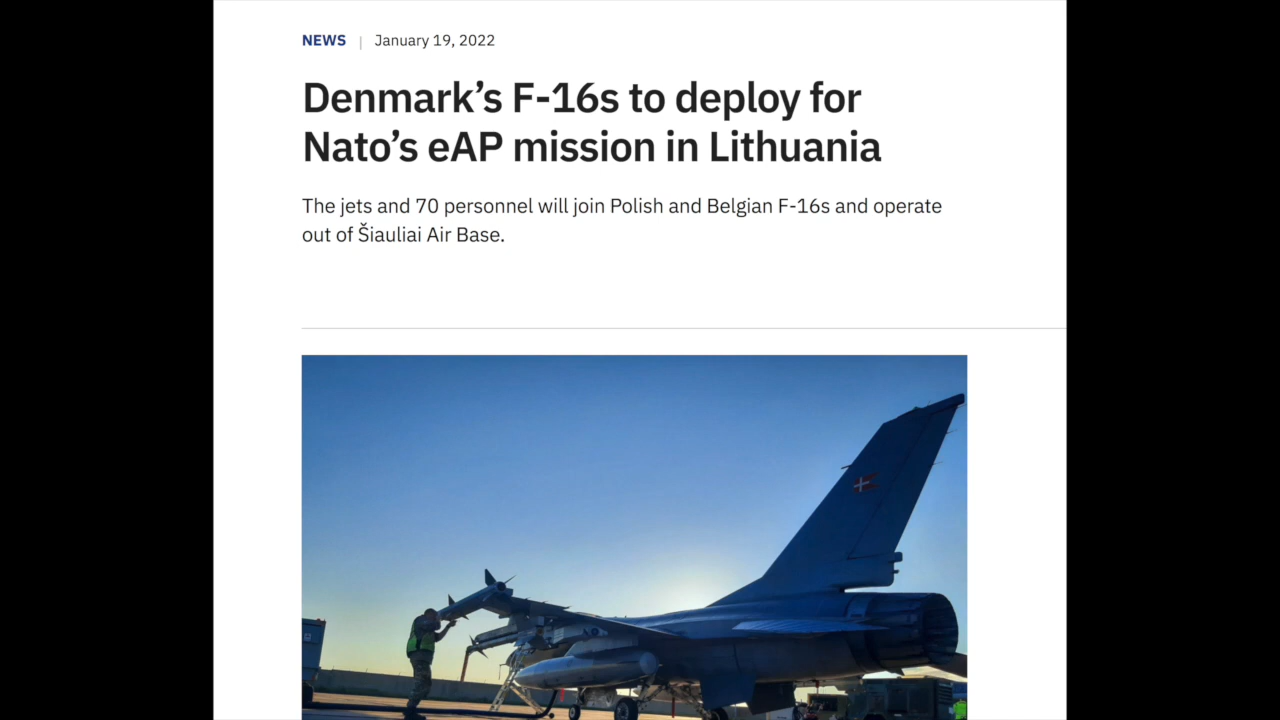 NEWS | January 19, 2022
Denmark’s F-16s to deploy for
Nato’s eAP mission in Lithuania
The jets and 70 personnel will join Polish and Belgian F-16s and operate
out of Šiauliai Air Base.